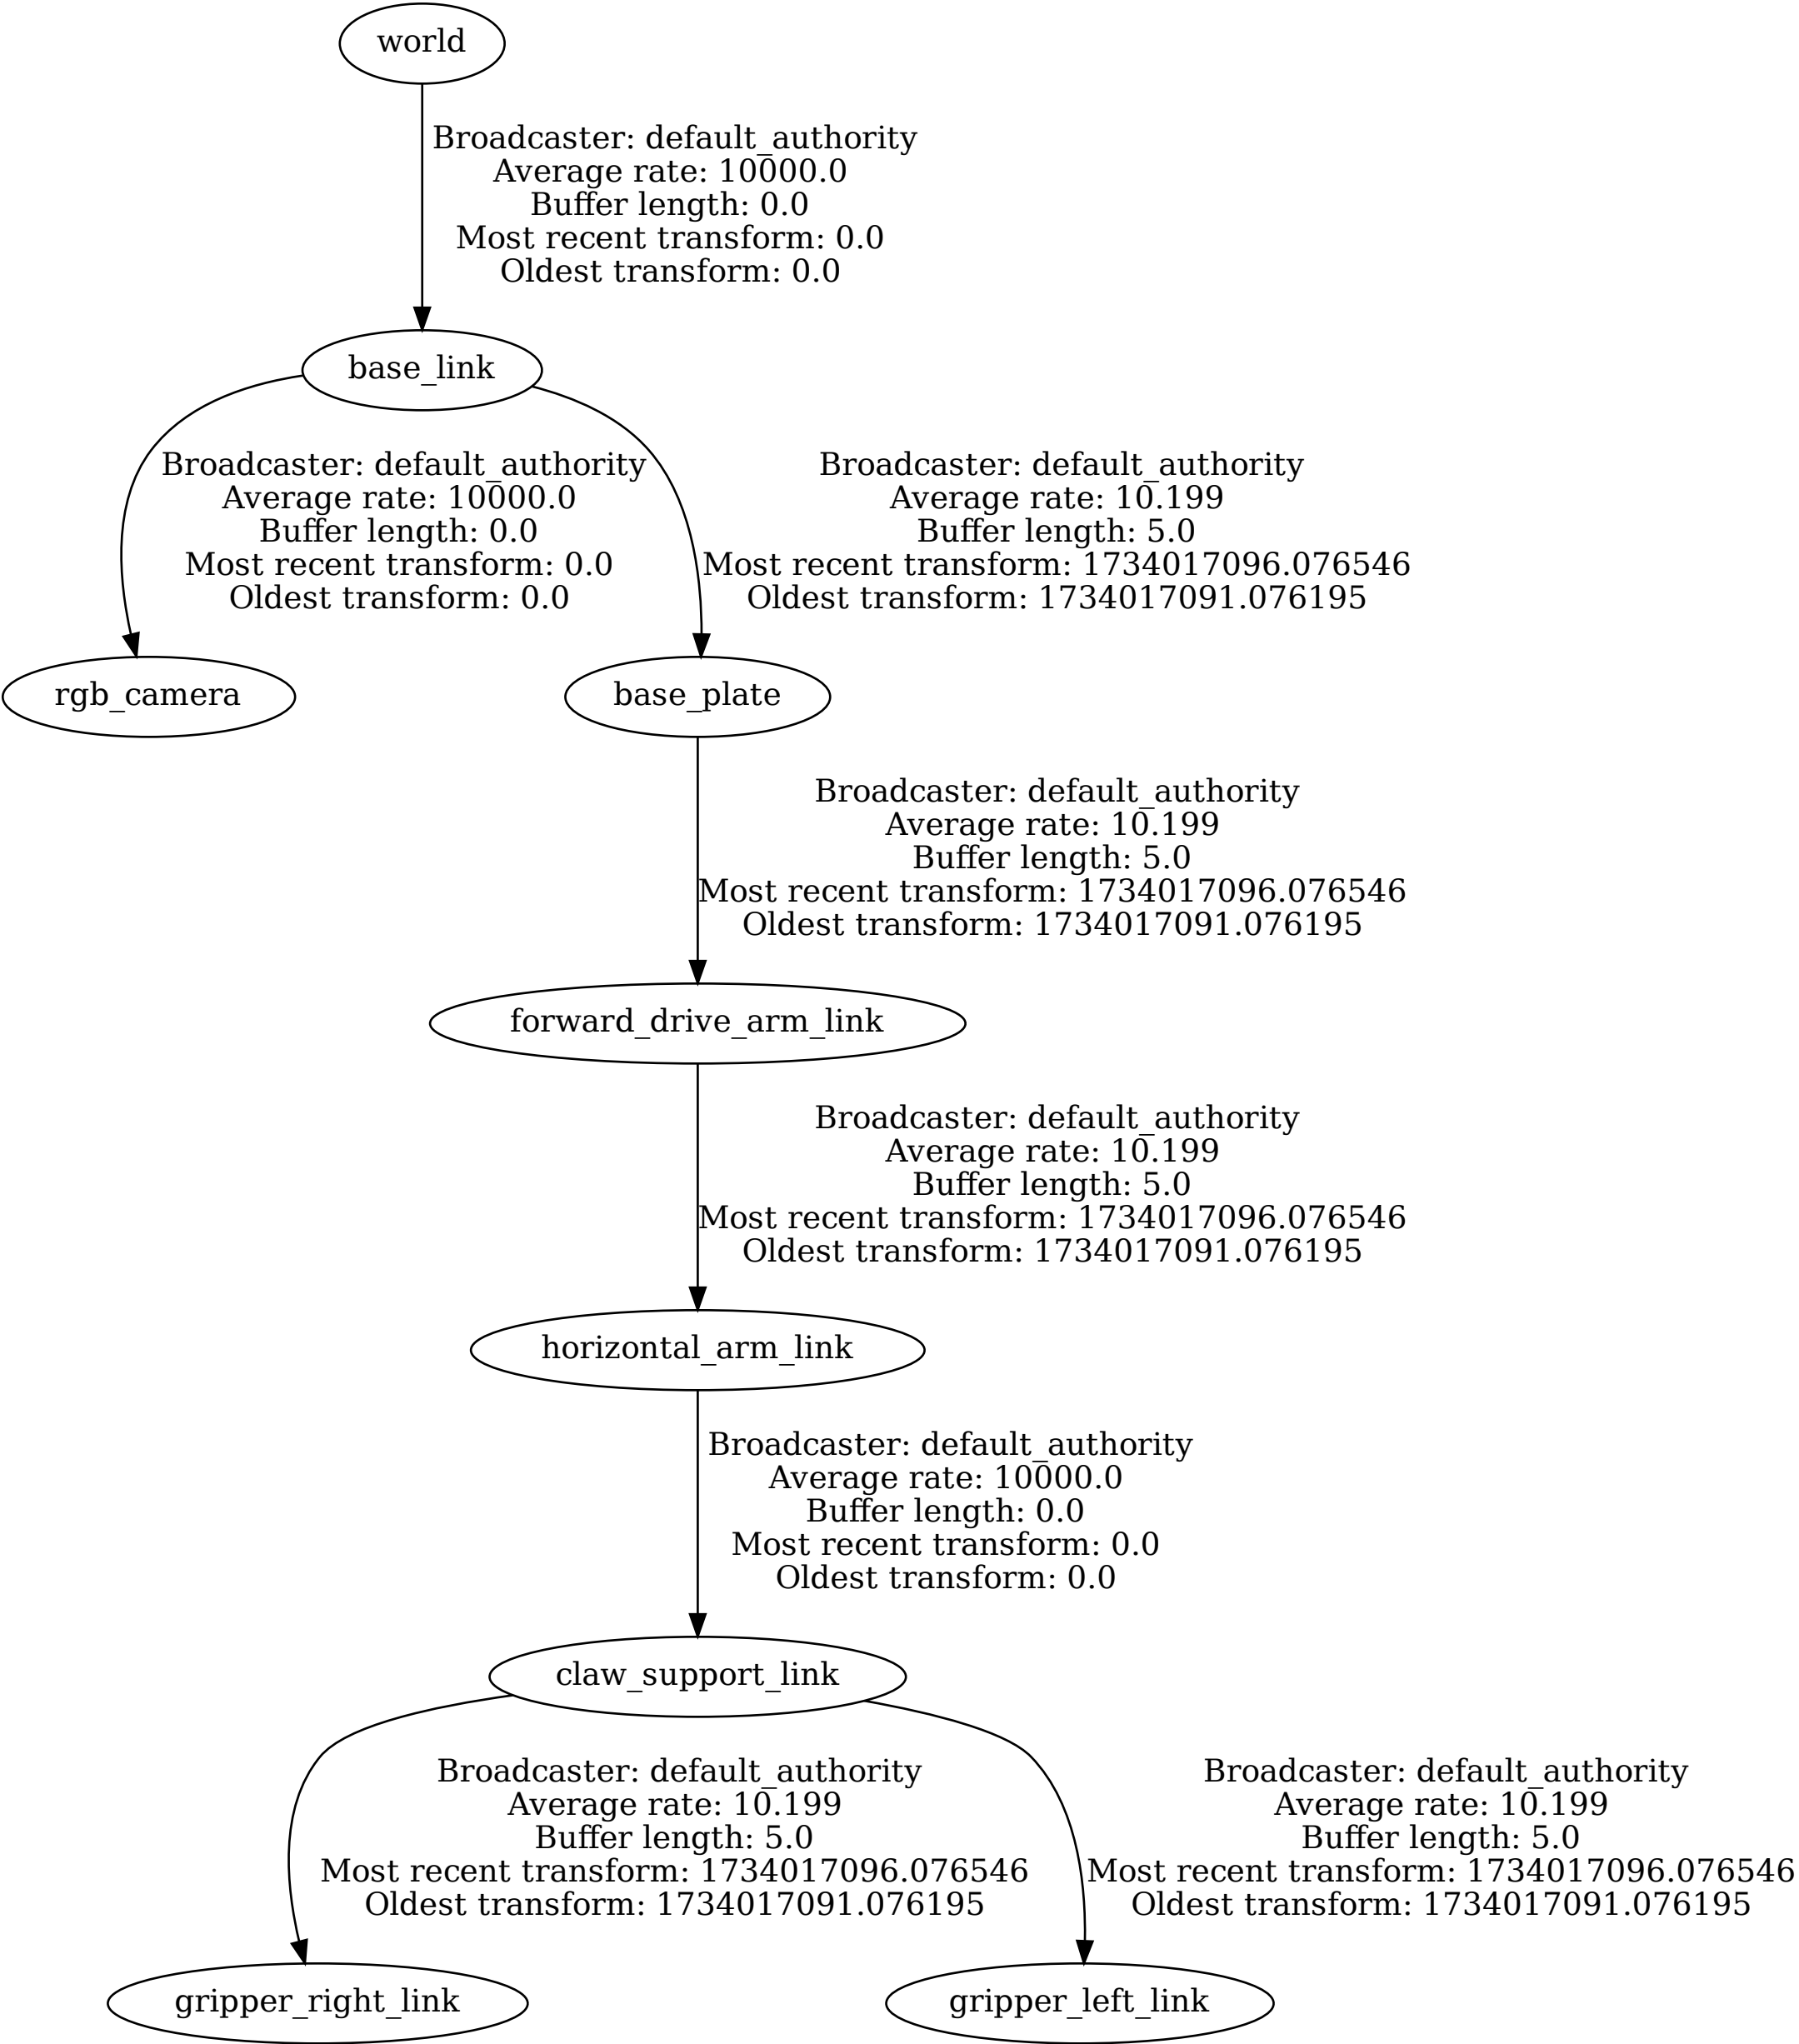 world
Broadcaster: default_authority
Average rate: 10000.0
Buffer length: 0.0
Most recent transform: 0.0
Oldest transform: 0.0
base_link
Broadcaster: default_authority
Average rate: 10000.0
Buffer length: 0.0
Most recent transform: 0.0
Oldest transform: 0.0
Broadcaster: default_authority
Average rate: 10.199
Buffer length: 5.0
Most recent transform: 1734017096.076546
Oldest transform: 1734017091.076195
rgb_camera
base_plate
Broadcaster: default_authority
Average rate: 10.199
Buffer length: 5.0
Most recent transform: 1734017096.076546
Oldest transform: 1734017091.076195
forward_drive_arm_link
Broadcaster: default_authority
Average rate: 10.199
Buffer length: 5.0
Most recent transform: 1734017096.076546
Oldest transform: 1734017091.076195
horizontal_arm_link
Broadcaster: default_authority
Average rate: 10000.0
Buffer length: 0.0
Most recent transform: 0.0
Oldest transform: 0.0
claw_support_link
Broadcaster: default_authority
Average rate: 10.199
Buffer length: 5.0
Most recent transform: 1734017096.076546
Oldest transform: 1734017091.076195
Broadcaster: default_authority
Average rate: 10.199
Buffer length: 5.0
Most recent transform: 1734017096.076546
Oldest transform: 1734017091.076195
gripper_right_link
gripper_left_link